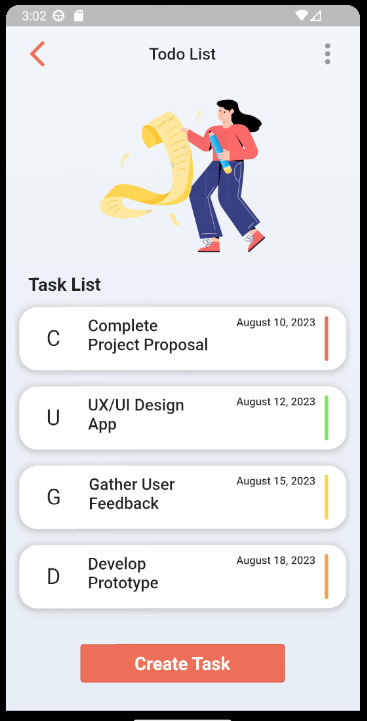 3:02
Todo List
Task List
C
Complete
Project Proposal
August 10, 2023
U
UX/UI Design
App
August 12, 2023
G
Gather User
Feedback
August 15, 2023
D
Develop
Prototype
August 18, 2023
Create Task